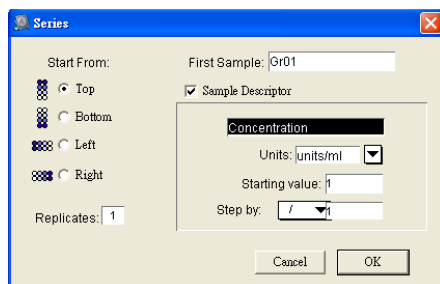 Series
Start From:
Top
Bottom
Left
Right
Replicates: 1
First Sample: Gr01
Sample Descriptor
Concentration
Units: units/ml
Starting value: 1
Step by: / 1
Cancel OK